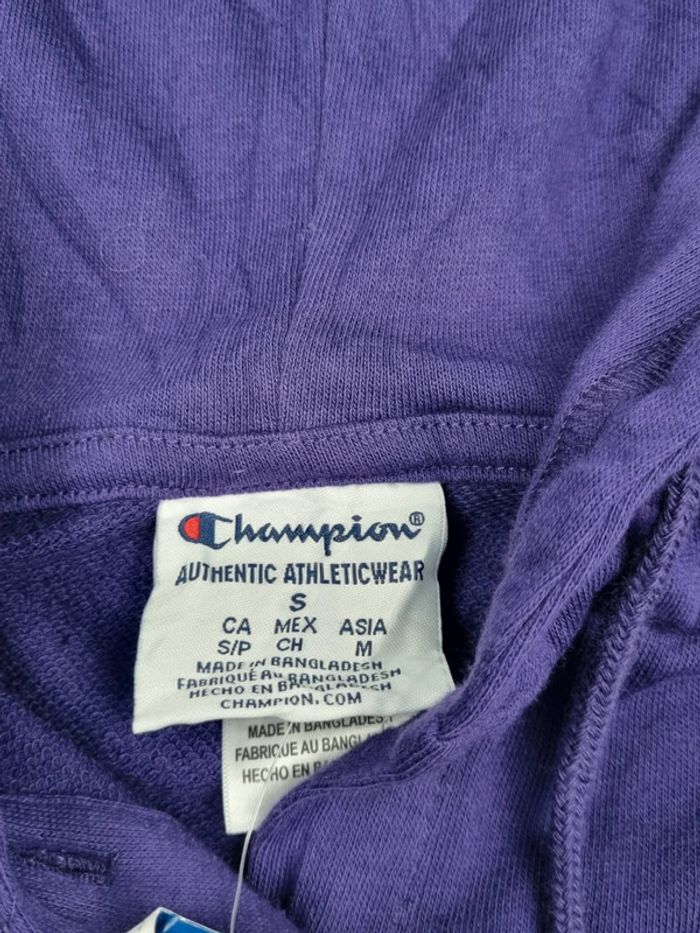 Champion®
AUTHENTIC ATHLETICWEAR
S
CA MEX ASIA
S/P CH M
MADE IN BANGLADESH
FABRIQUÉ AU BANGLADESH
HECHO EN BANGLADESH
CHAMPION.COM
MADE IN BANGLADESH
FABRIQUE AU
HECHO EN